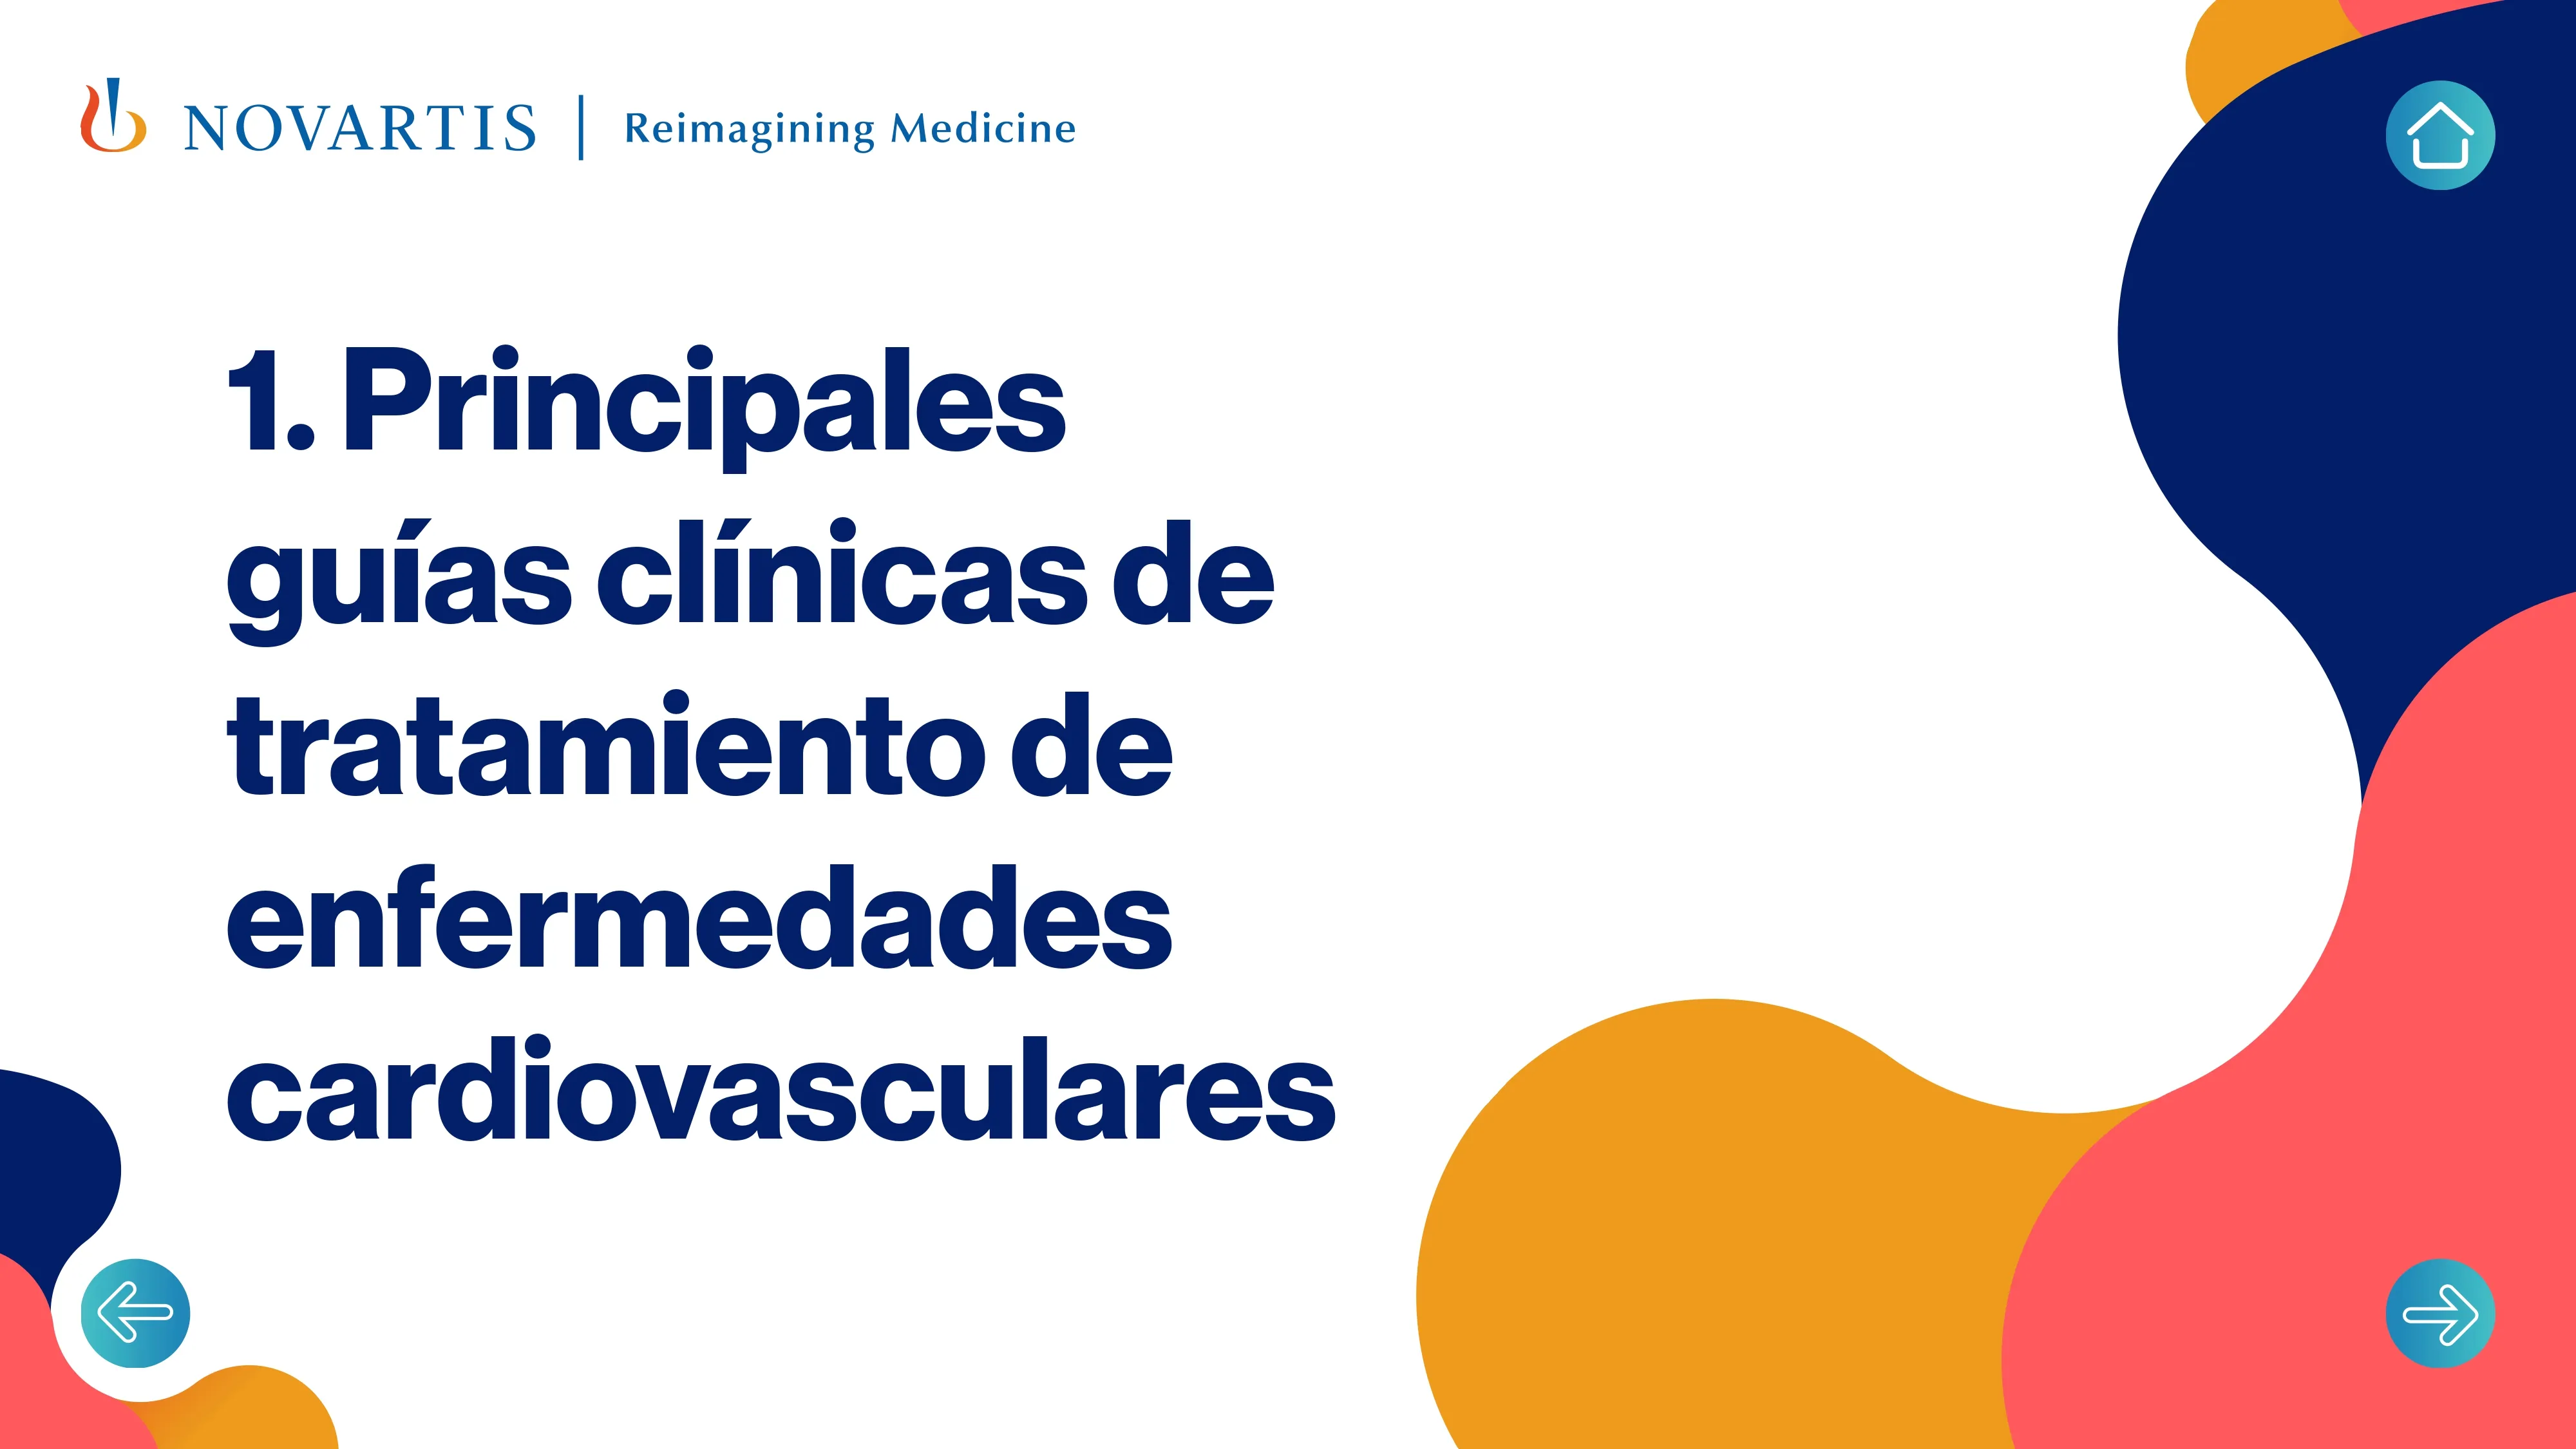 NOVARTIS | Reimagining Medicine
1. Principales
guías clínicas de
tratamiento de
enfermedades
cardiovasculares